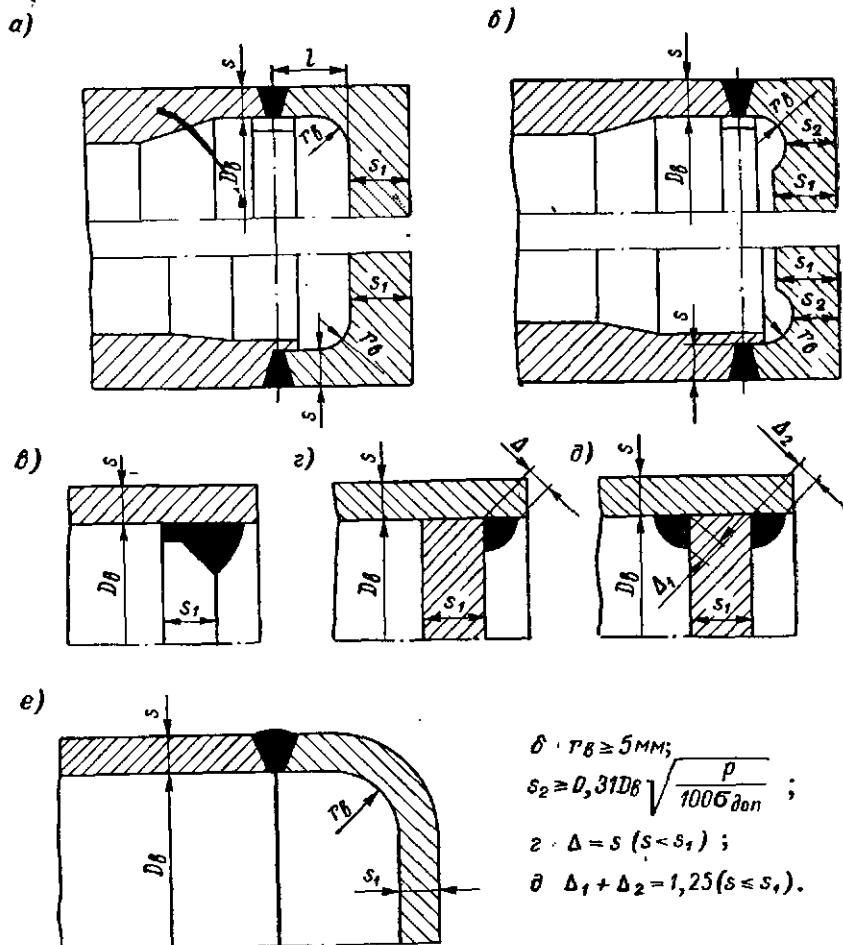 а)
б)
s
l
s
rв
rв
s₂
Dв
s₁
Dв
s₁
s₁
s₁
s₂
rв
s
rв
s
в)
г)
д)
s
s
Δ
s
Δ₂
Dв
Dв
Dв
Δ₁
s₁
s₁
s₁
е)
s
rв
Dв
s₁
б · rв ≥ 5мм;
s₂ ≥ 0,31Dв √(p / 100σдоп) ;
г · Δ = s (s < s₁) ;
д Δ₁ + Δ₂ = 1,25(s ≤ s₁).